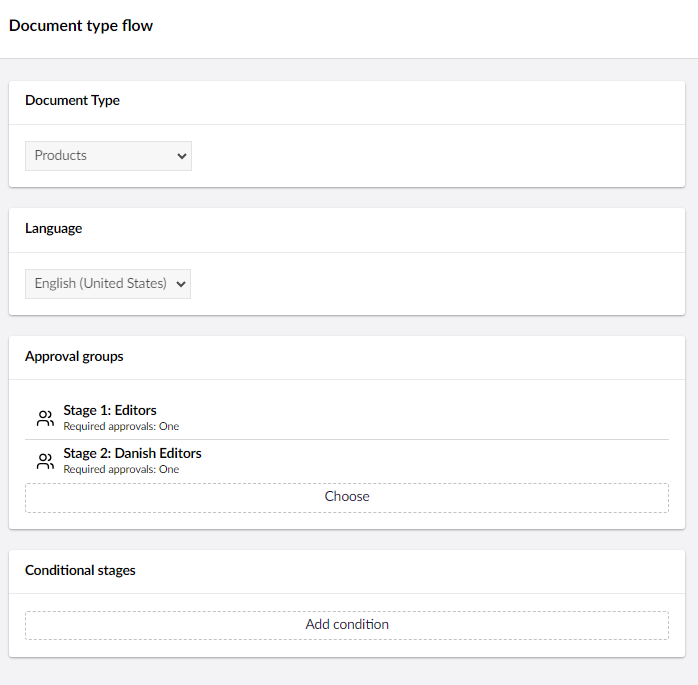 Document type flow
Document Type
Products
Language
English (United States)
Approval groups
Stage 1: Editors
Required approvals: One
Stage 2: Danish Editors
Required approvals: One
Choose
Conditional stages
Add condition